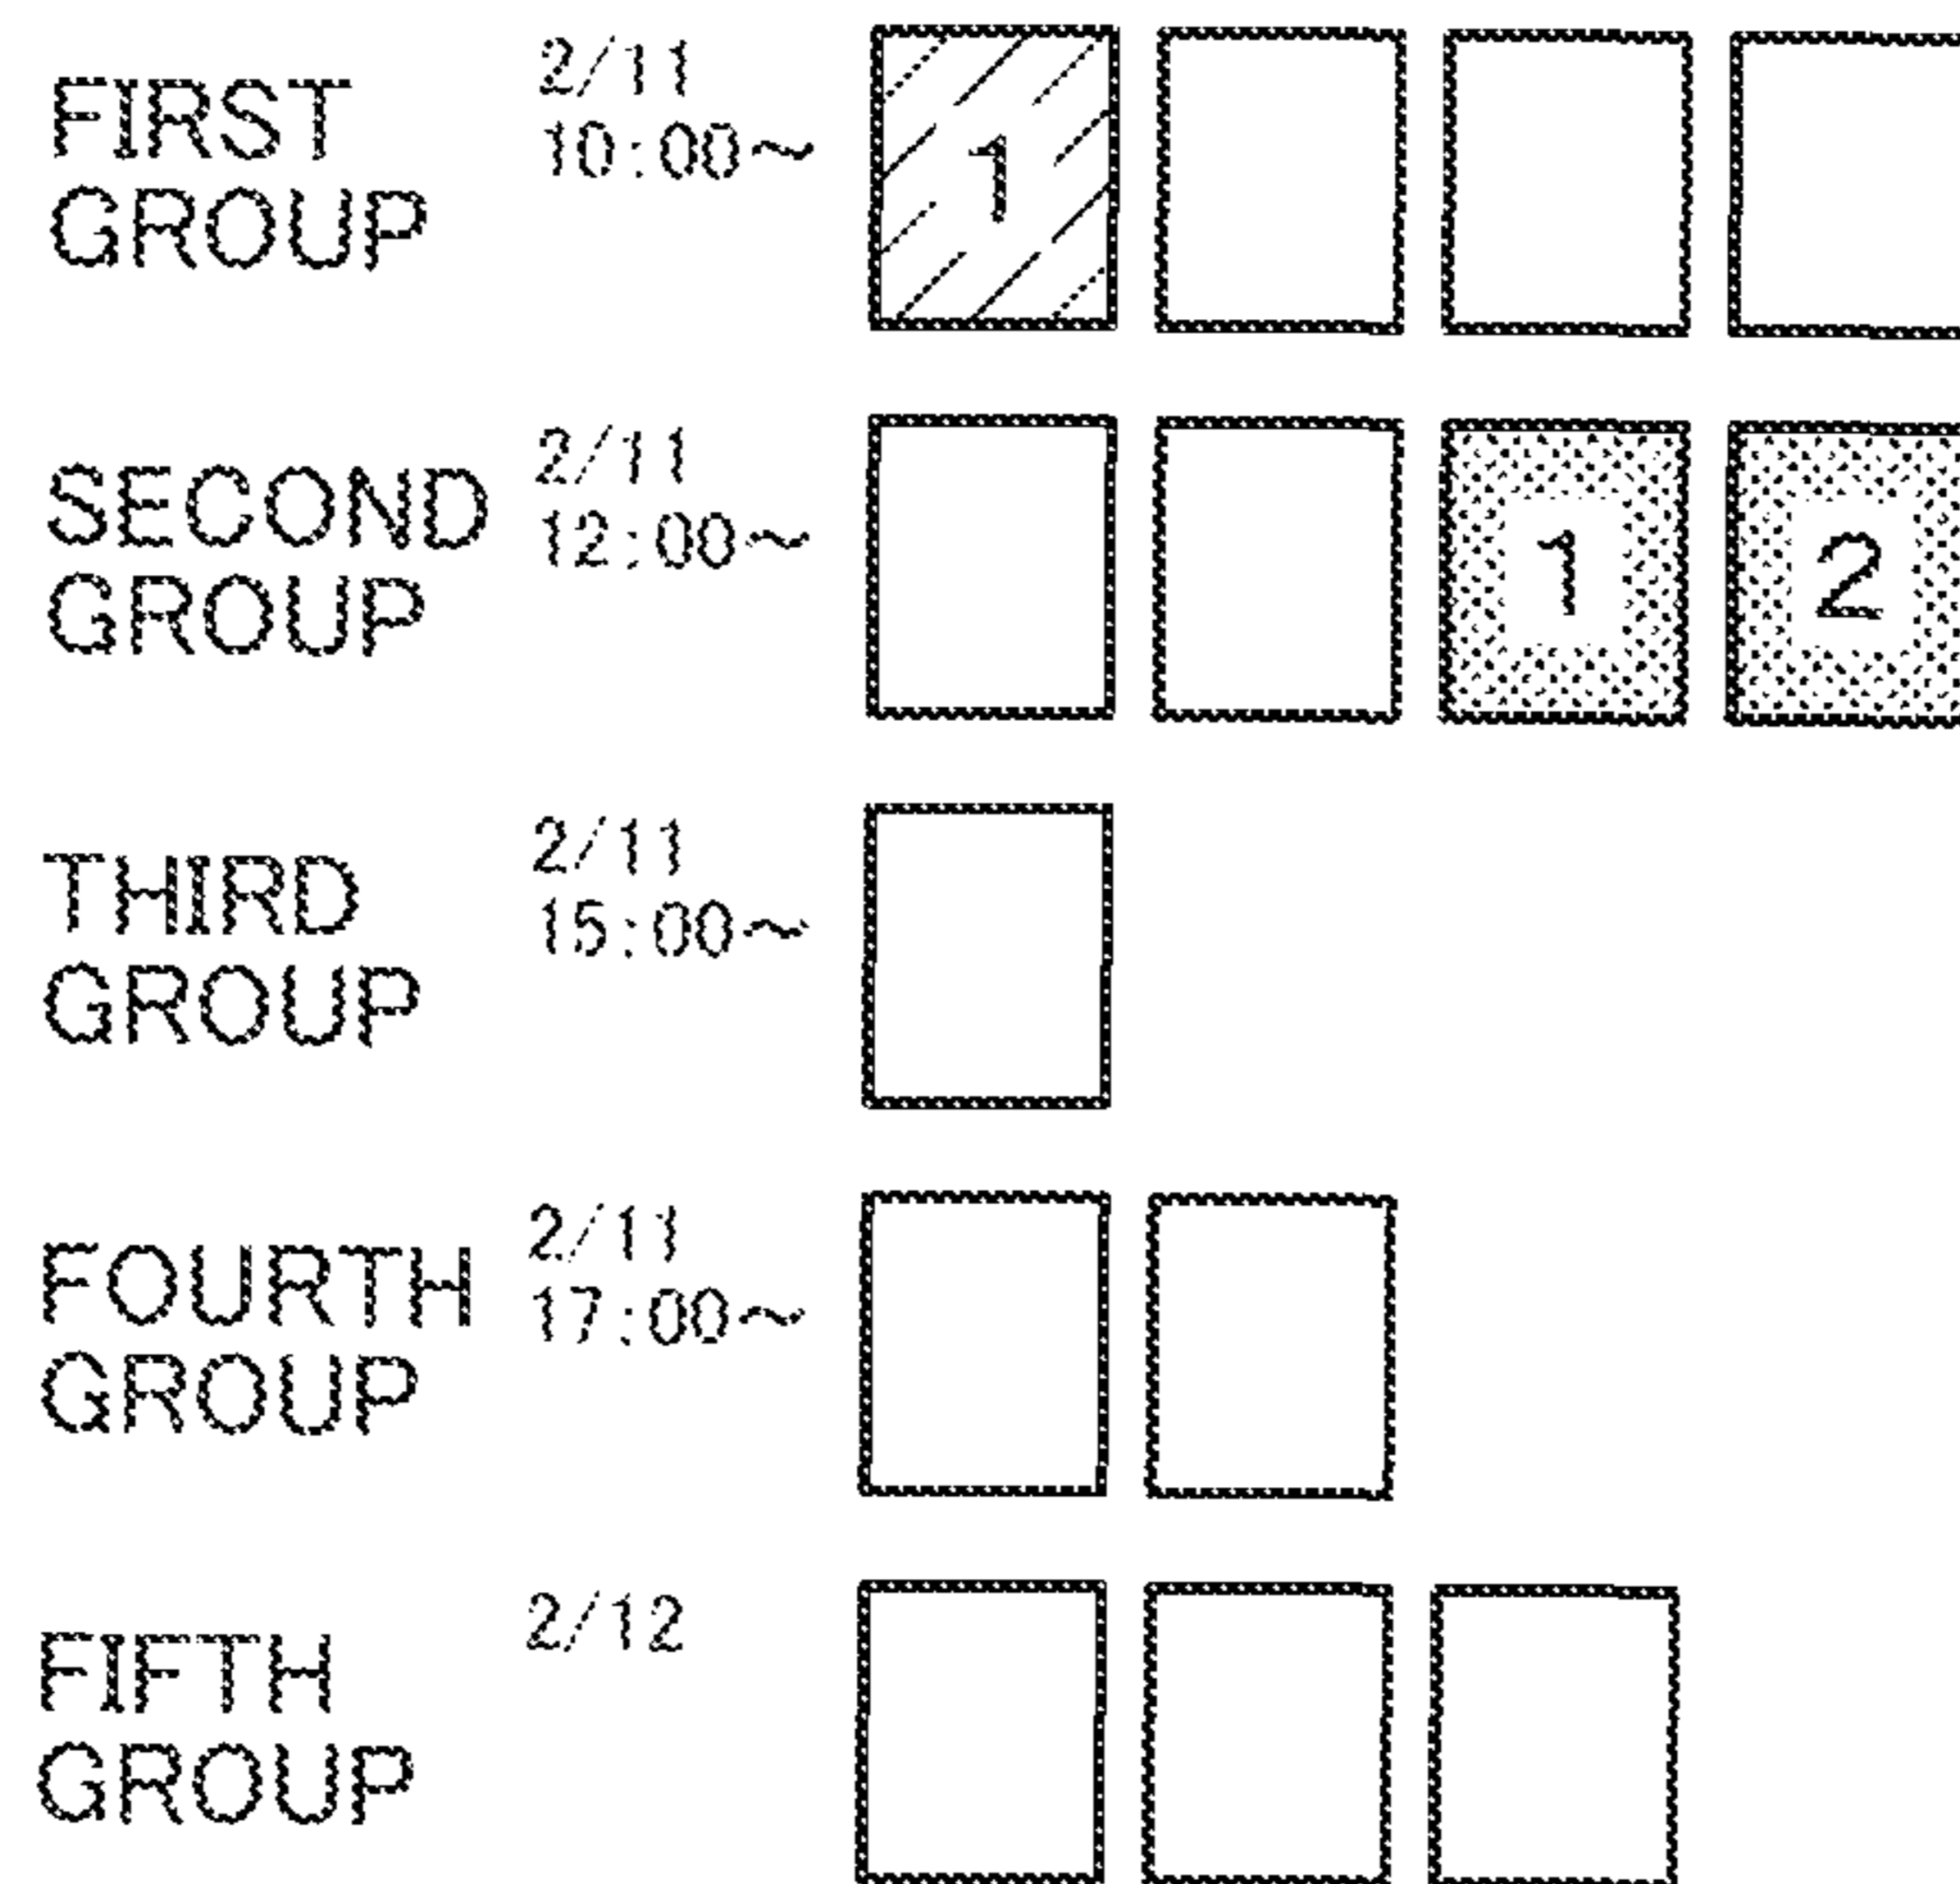 FIRST
GROUP
2/11
10:00~
1
SECOND
GROUP
2/11
12:00~
1
2
THIRD
GROUP
2/11
15:00~
FOURTH
GROUP
2/11
17:00~
FIFTH
GROUP
2/12